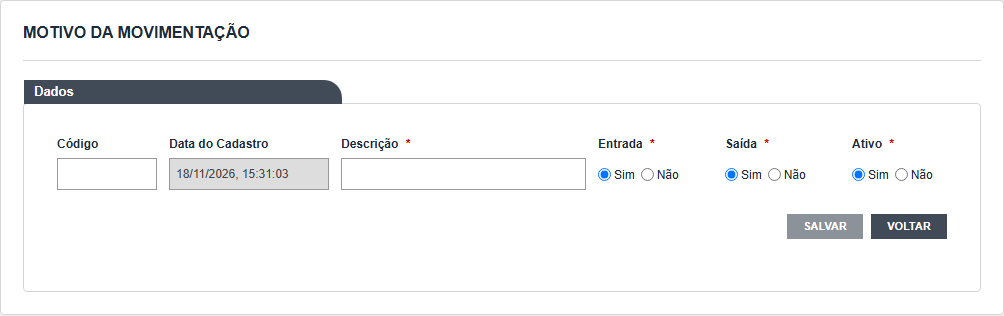 MOTIVO DA MOVIMENTAÇÃO
Dados
Código Data do Cadastro Descrição * Entrada * Saída * Ativo *
18/11/2026, 15:31:03 Sim Não Sim Não Sim Não
SALVAR VOLTAR